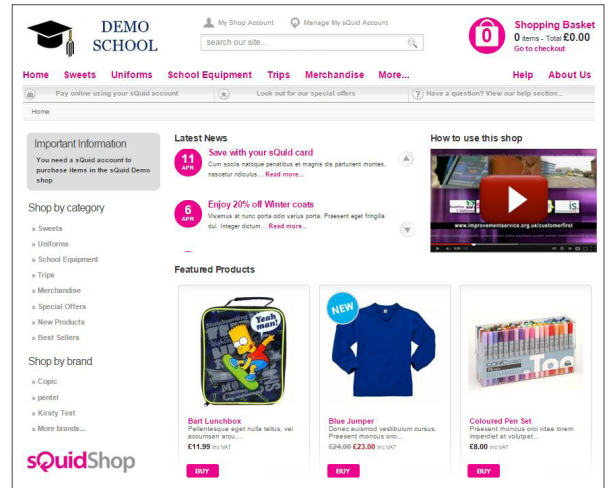 DEMO
SCHOOL
My Shop Account Manage My sQuid Account
search our site...
0
Shopping Basket
0 items - Total £0.00
Go to checkout
Home Sweets Uniforms School Equipment Trips Merchandise More... Help About Us
Pay online using your sQuid account Look out for our special offers Have a question? View our help section...
Home
Important Information
You need a sQuid account to
purchase items in the sQuid Demo
shop
Shop by category
» Sweets
» Uniforms
» School Equipment
» Trips
» Merchandise
» Special Offers
» New Products
» Best Sellers
Shop by brand
» Copic
» pentel
» Kirsty Test
» More brands...
sQuidShop
Latest News
11
APR
Save with your sQuid card
Cum sociis natoque penatibus et magnis dis parturient montes,
nascetur ridiculus... Read more...
6
APR
Enjoy 20% off Winter coats
Vivamus at nunc porta odio varius porta. Praesent eget fringilla
dui. Integer dictum... Read more...
How to use this shop
is.
www.improvementservice.org.uk/customerfirst
Featured Products
Yeah
man!
Bart Lunchbox
Pellentesque eget nulla tellus, vel
accumsan arcu....
£11.99 inc VAT
BUY
NEW
Blue Jumper
Donec euismod vestibulum cursus.
Praesent rhoncus orci...
£24.00 £23.00 inc VAT
BUY
.Too
Coloured Pen Set
Praesent rhoncus orci vitae lorem
imperdiet at volutpat...
£8.00 inc VAT
BUY